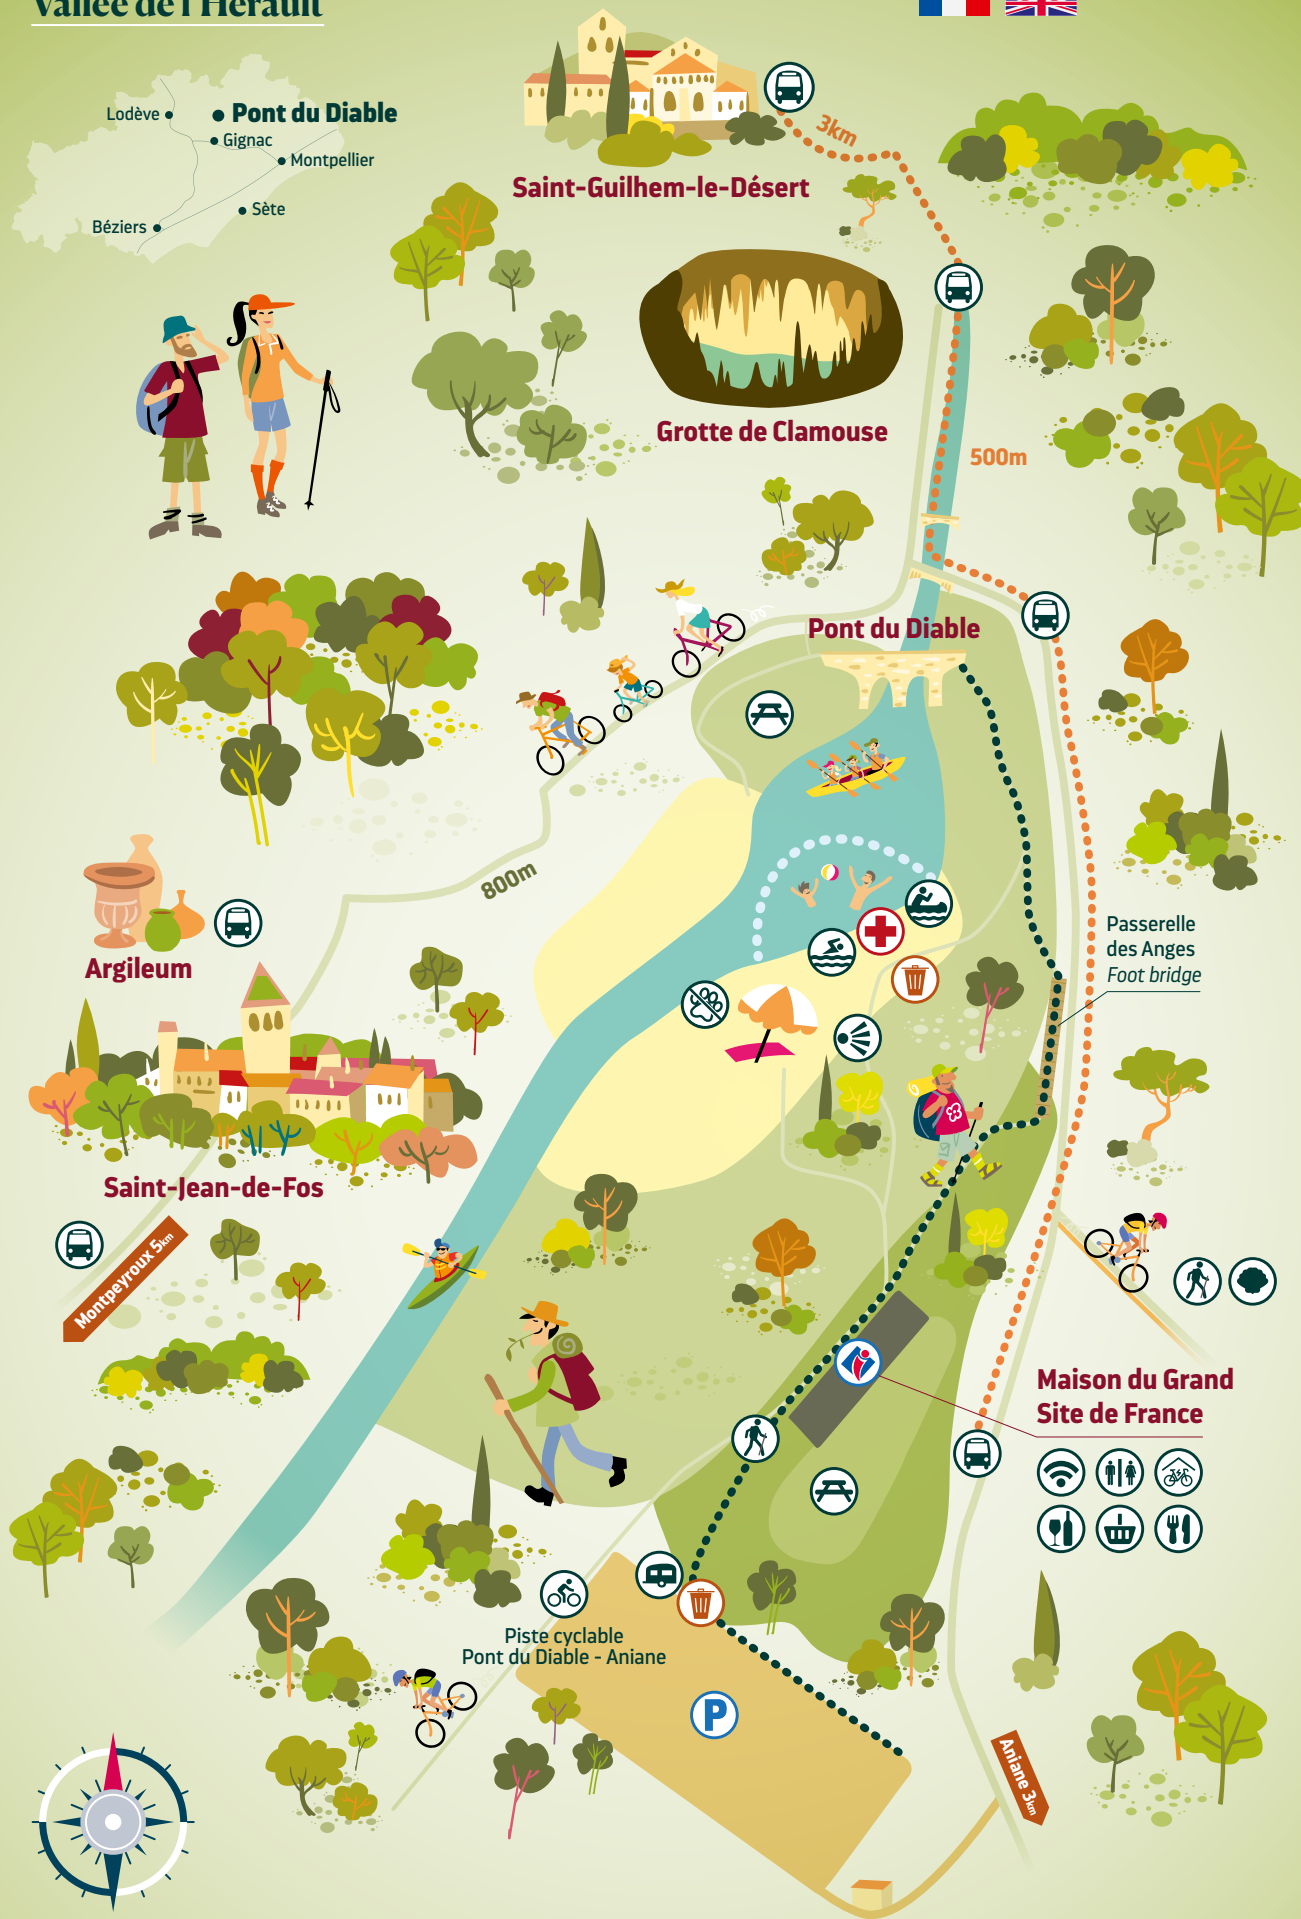 Vallée de l'Hérault
Lodève
Pont du Diable
Gignac
Montpellier
Sète
Béziers
3km
Saint-Guilhem-le-Désert
Grotte de Clamouse
500m
Pont du Diable
800m
Argileum
Passerelle
des Anges
Foot bridge
Saint-Jean-de-Fos
Montpeyroux 5km
Maison du Grand
Site de France
Piste cyclable
Pont du Diable - Aniane
P
Aniane 3km